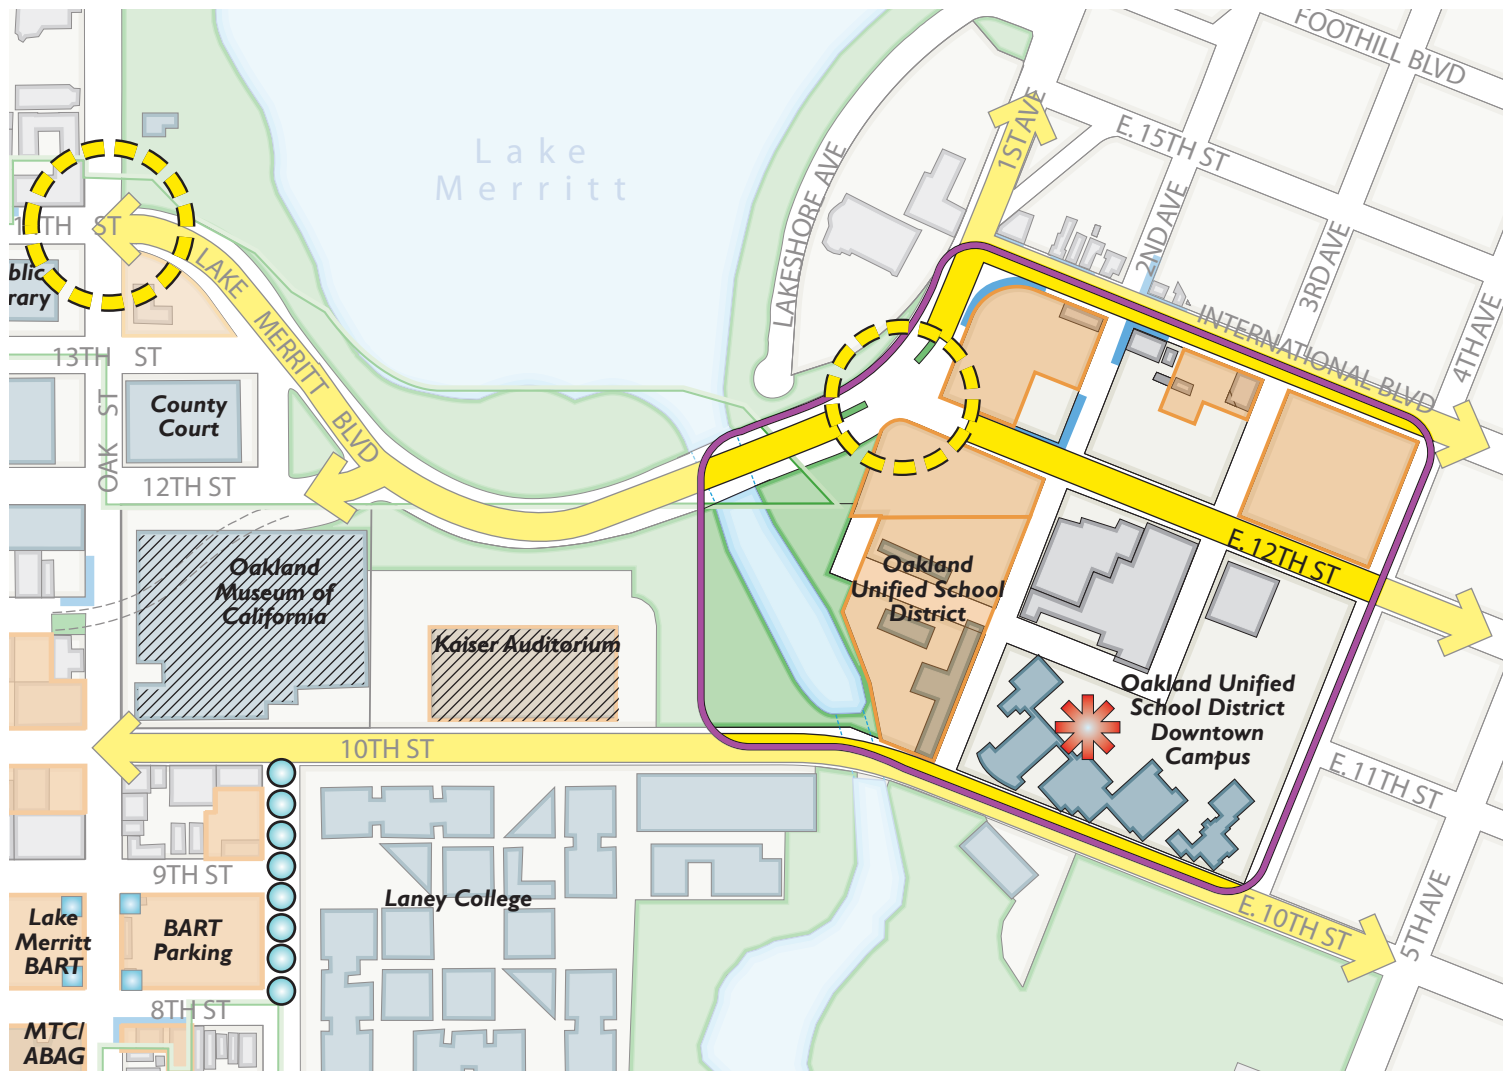 FOOTHILL BLVD
1ST AVE
E. 15TH ST
Lake
Merritt
LAKESHORE AVE
2ND AVE
3RD AVE
4TH AVE
ST
LAKE MERRITT BLVD
INTERNATIONAL BLVD
13TH ST
County
Court
OAK ST
12TH ST
E. 12TH ST
Oakland
Museum of
California
Oakland
Unified School
District
Kaiser Auditorium
Oakland Unified
School District
Downtown
Campus
10TH ST
E. 11TH ST
9TH ST
Laney College
Lake
Merritt
BART
BART
Parking
E. 10TH ST
5TH AVE
8TH ST
MTC/
ABAG